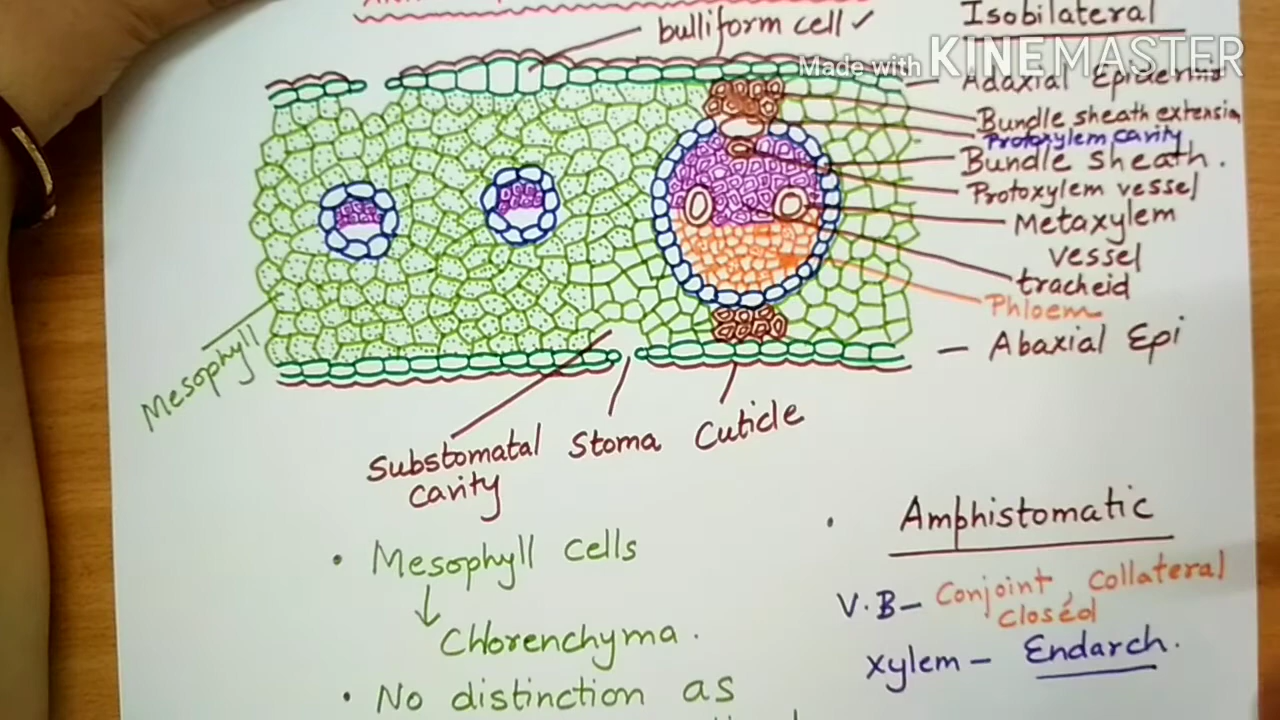 bulliform cell ✓
Isobilateral
Made with KINEMASTER
Adaxial Epidermis
Bundle sheath extension
Protoxylem cavity
Bundle sheath.
Protoxylem vessel
Metaxylem
vessel
tracheid
Phloem
Abaxial Epi
Mesophyll
Substomatal
cavity
Stoma
Cuticle
• Mesophyll cells
↓
Chlorenchyma.
• No distinction as
• Amphistomatic
V.B– Conjoint, Collateral
Closed
Xylem – Endarch.